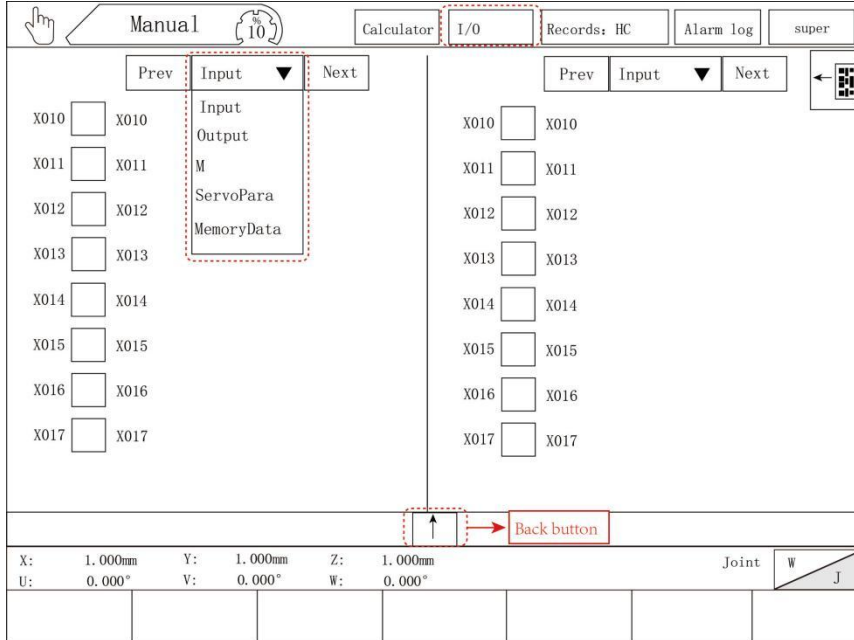 Manual % 10 Calculator I/O Records: HC Alarm log super
Prev Input ▼ Next Prev Input ▼ Next
Input
Output
M
ServoPara
MemoryData
X010 X010 X010 X010
X011 X011 X011 X011
X012 X012 X012 X012
X013 X013 X013 X013
X014 X014 X014 X014
X015 X015 X015 X015
X016 X016 X016 X016
X017 X017 X017 X017
↑ Back button
X: 1.000mm Y: 1.000mm Z: 1.000mm Joint W J
U: 0.000° V: 0.000° W: 0.000°